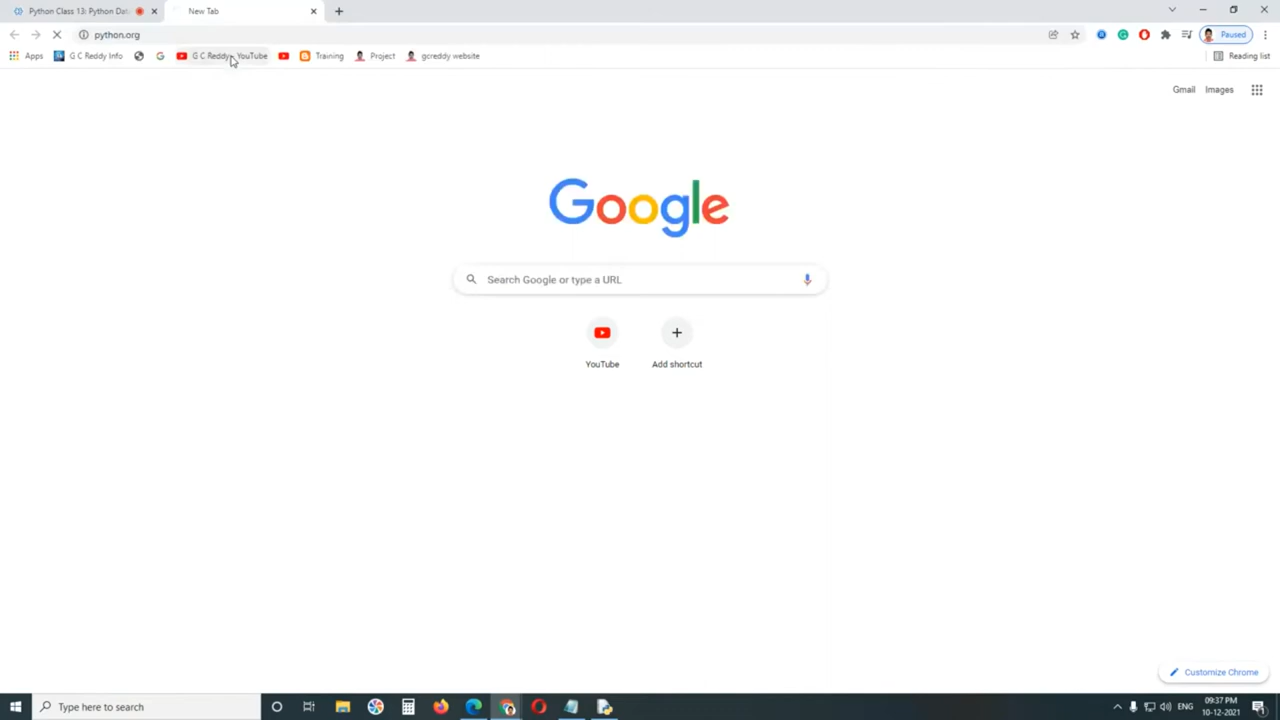 Python Class 13: Python Dat
New Tab
python.org
Paused
Apps
G C Reddy Info
G C Reddy - YouTube
Training
Project
gcreddy website
Reading list
Gmail
Images
Google
Search Google or type a URL
YouTube
Add shortcut
Customize Chrome
Type here to search
ENG
09:37 PM
10-12-2021
1